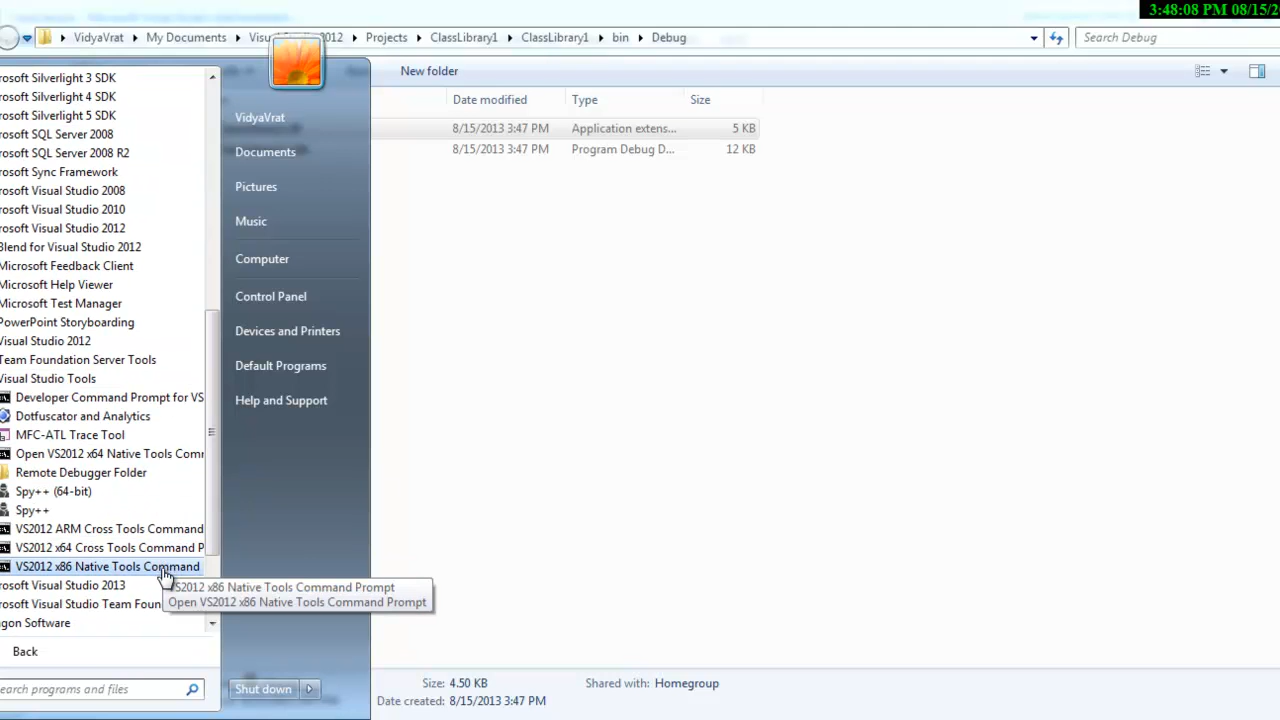 3:48:08 PM 08/15/2
VidyaVrat
My Documents
Visu
2012
Projects
ClassLibrary1
ClassLibrary1
bin
Debug
Search Debug
New folder
Date modified
Type
Size
8/15/2013 3:47 PM
Application extens...
5 KB
8/15/2013 3:47 PM
Program Debug D...
12 KB
rosoft Silverlight 3 SDK
rosoft Silverlight 4 SDK
rosoft Silverlight 5 SDK
rosoft SQL Server 2008
rosoft SQL Server 2008 R2
rosoft Sync Framework
rosoft Visual Studio 2008
rosoft Visual Studio 2010
rosoft Visual Studio 2012
Blend for Visual Studio 2012
Microsoft Feedback Client
Microsoft Help Viewer
Microsoft Test Manager
PowerPoint Storyboarding
Visual Studio 2012
Team Foundation Server Tools
Visual Studio Tools
Developer Command Prompt for VS
Dotfuscator and Analytics
MFC-ATL Trace Tool
Open VS2012 x64 Native Tools Com
Remote Debugger Folder
Spy++ (64-bit)
Spy++
VS2012 ARM Cross Tools Command
VS2012 x64 Cross Tools Command P
VS2012 x86 Native Tools Command
rosoft Visual Studio 2013
rosoft Visual Studio Team Foun
agon Software
Back
earch programs and files
VidyaVrat
Documents
Pictures
Music
Computer
Control Panel
Devices and Printers
Default Programs
Help and Support
Shut down
S2012 x86 Native Tools Command Prompt
Open VS2012 x86 Native Tools Command Prompt
Size: 4.50 KB
Shared with: Homegroup
Date created: 8/15/2013 3:47 PM